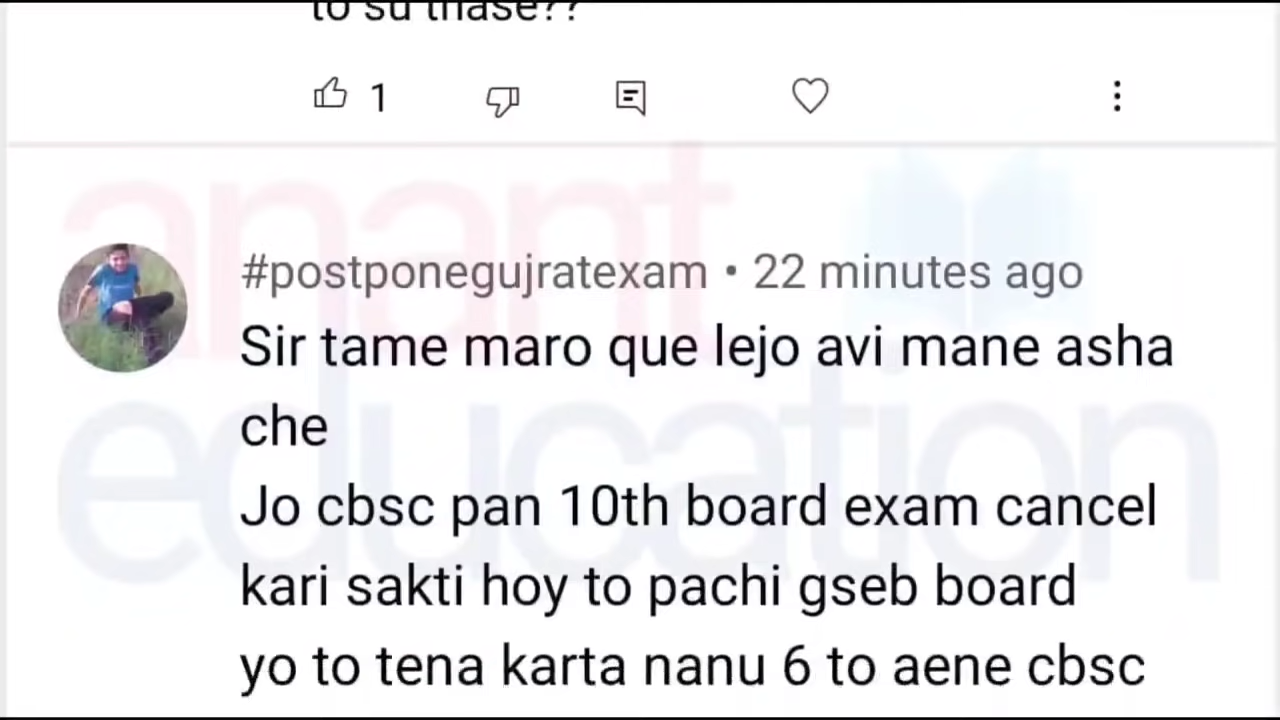 to su thase??
1
anant
education
#postponegujratexam • 22 minutes ago
Sir tame maro que lejo avi mane asha
che
Jo cbsc pan 10th board exam cancel
kari sakti hoy to pachi gseb board
yo to tena karta nanu 6 to aene cbsc